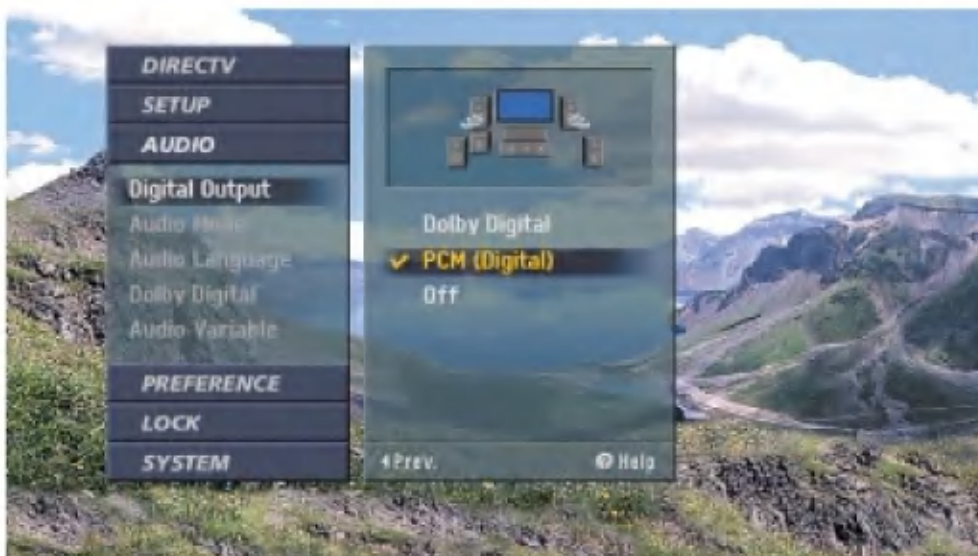 DIRECTV
SETUP
AUDIO
Digital Output
Audio Mode
Audio Language
Dolby Digital
Audio Variable
PREFERENCE
LOCK
SYSTEM
Dolby Digital
✔ PCM (Digital)
Off
Prev.
Help